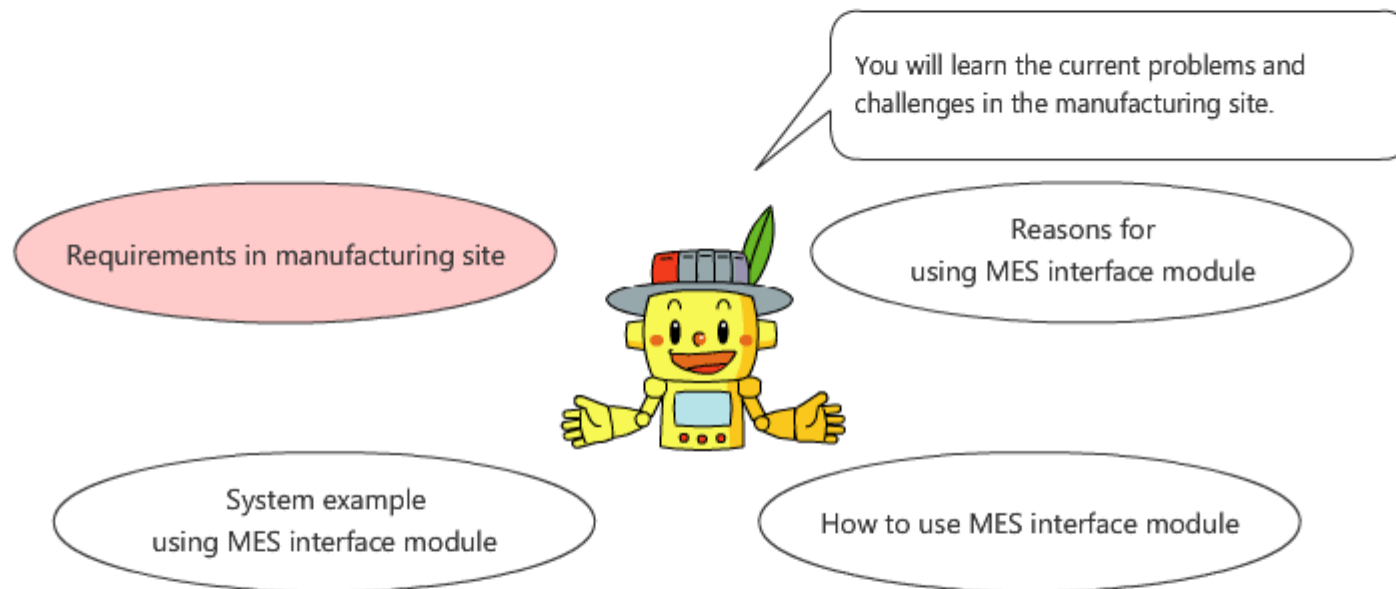 You will learn the current problems and
challenges in the manufacturing site.
Requirements in manufacturing site
Reasons for
using MES interface module
System example
using MES interface module
How to use MES interface module